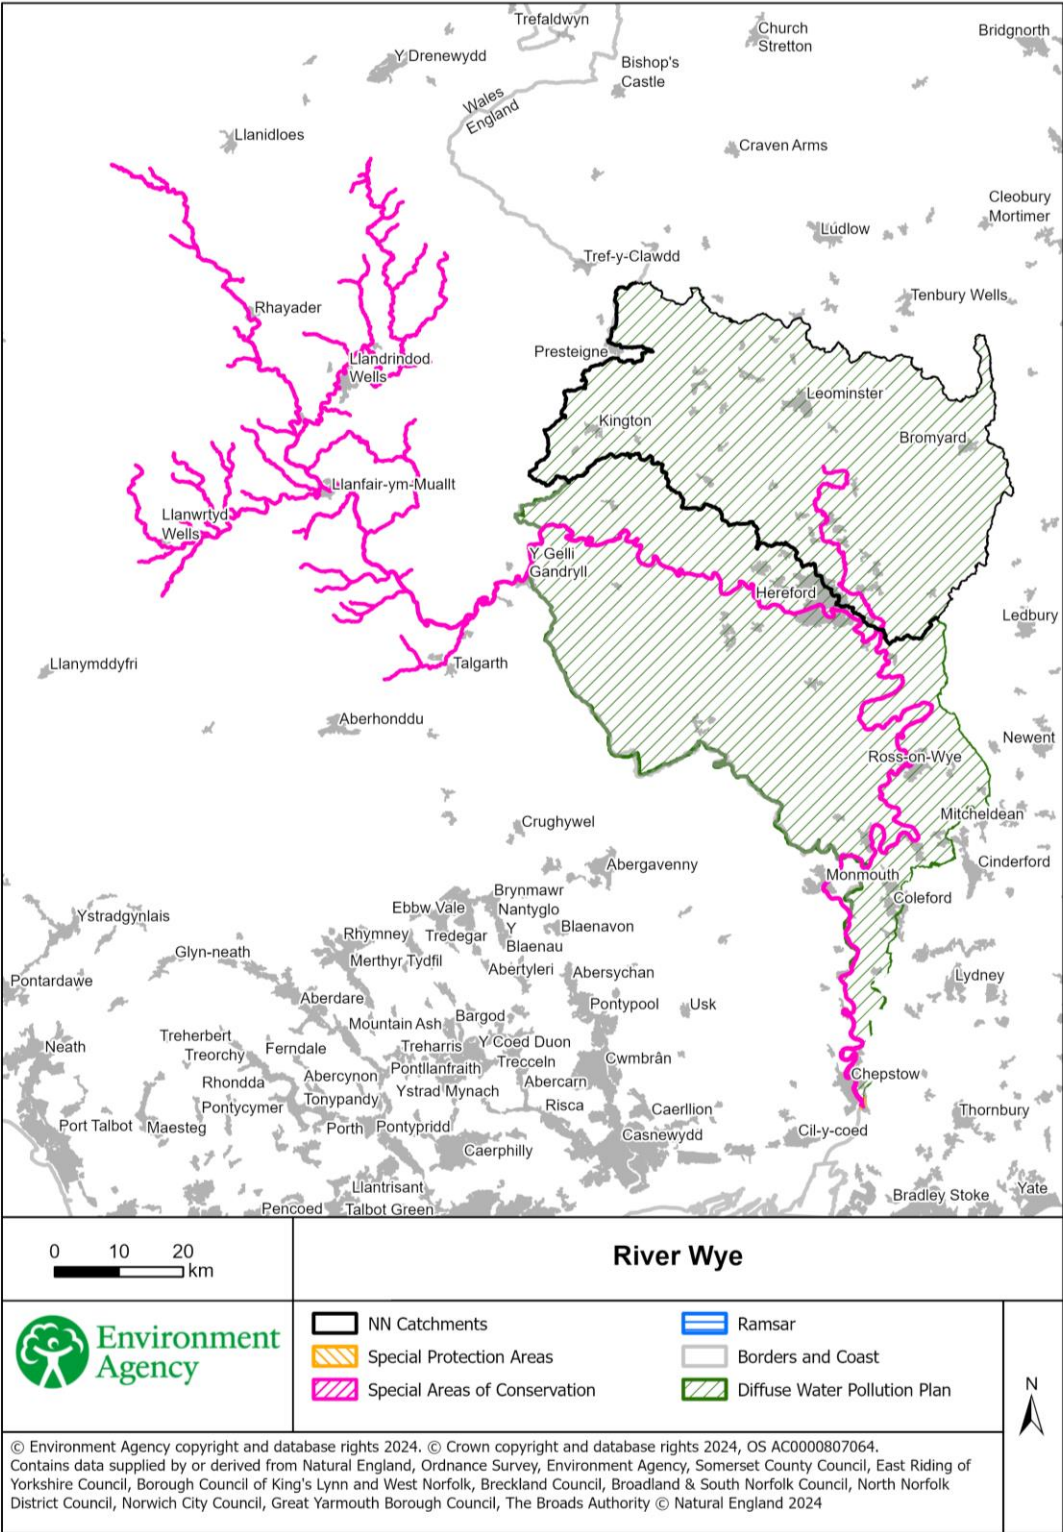 Trefaldwyn
Church
Stretton
Bridgnorth
Y Drenewydd
Bishop's
Castle
Wales
England
Llanidloes
Craven Arms
Cleobury
Mortimer
Ludlow
Tref-y-Clawdd
Tenbury Wells
Rhayader
Presteigne
Llandrindod
Wells
Leominster
Kington
Bromyard
Llanfair-ym-Muallt
Llanwrtyd
Wells
Y Gelli
Gandryll
Hereford
Ledbury
Llanymddyfri
Talgarth
Aberhonddu
Newent
Ross-on-Wye
Mitcheldean
Crughywel
Cinderford
Abergavenny
Monmouth
Brynmawr
Coleford
Ebbw Vale
Nantyglo
Ystradgynlais
Rhymney
Tredegar
Y
Blaenau
Blaenavon
Glyn-neath
Merthyr Tydfil
Abertyleri
Abersychan
Lydney
Pontardawe
Aberdare
Pontypool
Usk
Mountain Ash
Bargod
Treherbert
Treorchy
Ferndale
Treharris
Y Coed Duon
Neath
Trecceln
Cwmbrân
Pontllanfraith
Chepstow
Rhondda
Abercynon
Ystrad Mynach
Abercarn
Pontycymer
Tonypandy
Risca
Caerllion
Thornbury
Port Talbot
Maesteg
Porth
Pontypridd
Casnewydd
Cil-y-coed
Caerphilly
Llantrisant
Bradley Stoke
Yate
Pencoed
Talbot Green
0 10 20
km
River Wye
Environment
Agency
NN Catchments
Special Protection Areas
Special Areas of Conservation
Ramsar
Borders and Coast
Diffuse Water Pollution Plan
N
© Environment Agency copyright and database rights 2024. © Crown copyright and database rights 2024, OS AC0000807064.
Contains data supplied by or derived from Natural England, Ordnance Survey, Environment Agency, Somerset County Council, East Riding of
Yorkshire Council, Borough Council of King's Lynn and West Norfolk, Breckland Council, Broadland & South Norfolk Council, North Norfolk
District Council, Norwich City Council, Great Yarmouth Borough Council, The Broads Authority © Natural England 2024